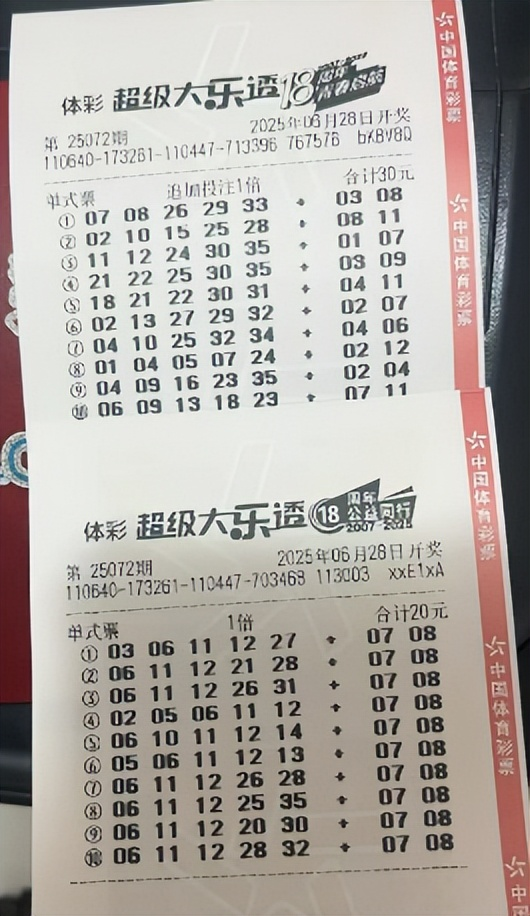 体彩 超级大乐透 18周年
第 25072期 2025年06月28日开奖
110640-173261-110447-713396 767576 bX8V8Q
单式票 追加投注1倍 合计30元
① 07 08 26 29 33 + 03 08
② 02 10 15 25 28 + 08 11
③ 11 12 24 30 35 + 01 07
④ 21 22 25 30 35 + 03 09
⑤ 18 21 22 30 31 + 04 11
⑥ 02 13 27 29 32 + 02 07
⑦ 04 10 25 32 34 + 04 06
⑧ 01 04 05 07 24 + 02 12
⑨ 04 09 16 23 35 + 02 04
⑩ 06 09 13 18 23 + 07 11
中国体育彩票
中国体育彩票
体彩 超级大乐透 18周年 公益同行 2007-2025
第 25072期 2025年06月28日开奖
110640-173261-110447-703468 113003 xxE1xA
单式票 1倍 合计20元
① 03 06 11 12 27 + 07 08
② 06 11 12 21 28 + 07 08
③ 06 11 12 26 31 + 07 08
④ 02 05 06 11 12 + 07 08
⑤ 06 10 11 12 14 + 07 08
⑥ 05 06 11 12 13 + 07 08
⑦ 06 11 12 26 28 + 07 08
⑧ 06 11 12 25 35 + 07 08
⑨ 06 11 12 20 30 + 07 08
⑩ 06 11 12 28 32 + 07 08
中国体育彩票
中国体育彩票
中